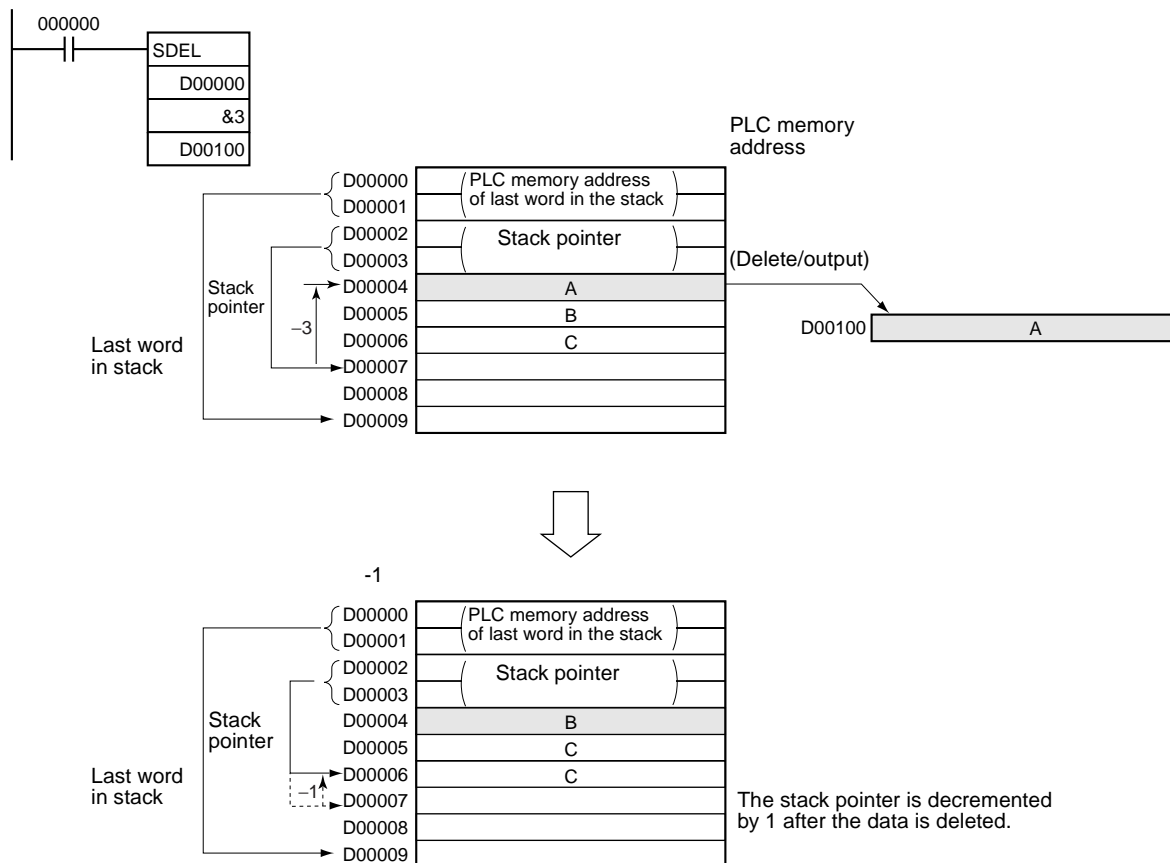 000000
SDEL
D00000
&3
D00100
PLC memory
address
D00000
D00001
D00002
D00003
D00004
D00005
D00006
D00007
D00008
D00009
(PLC memory address
of last word in the stack)
Stack pointer
A
B
C
Stack
pointer
−3
Last word
in stack
(Delete/output)
D00100
A
-1
D00000
D00001
D00002
D00003
D00004
D00005
D00006
D00007
D00008
D00009
(PLC memory address
of last word in the stack)
Stack pointer
B
C
C
Stack
pointer
−1
Last word
in stack
The stack pointer is decremented
by 1 after the data is deleted.